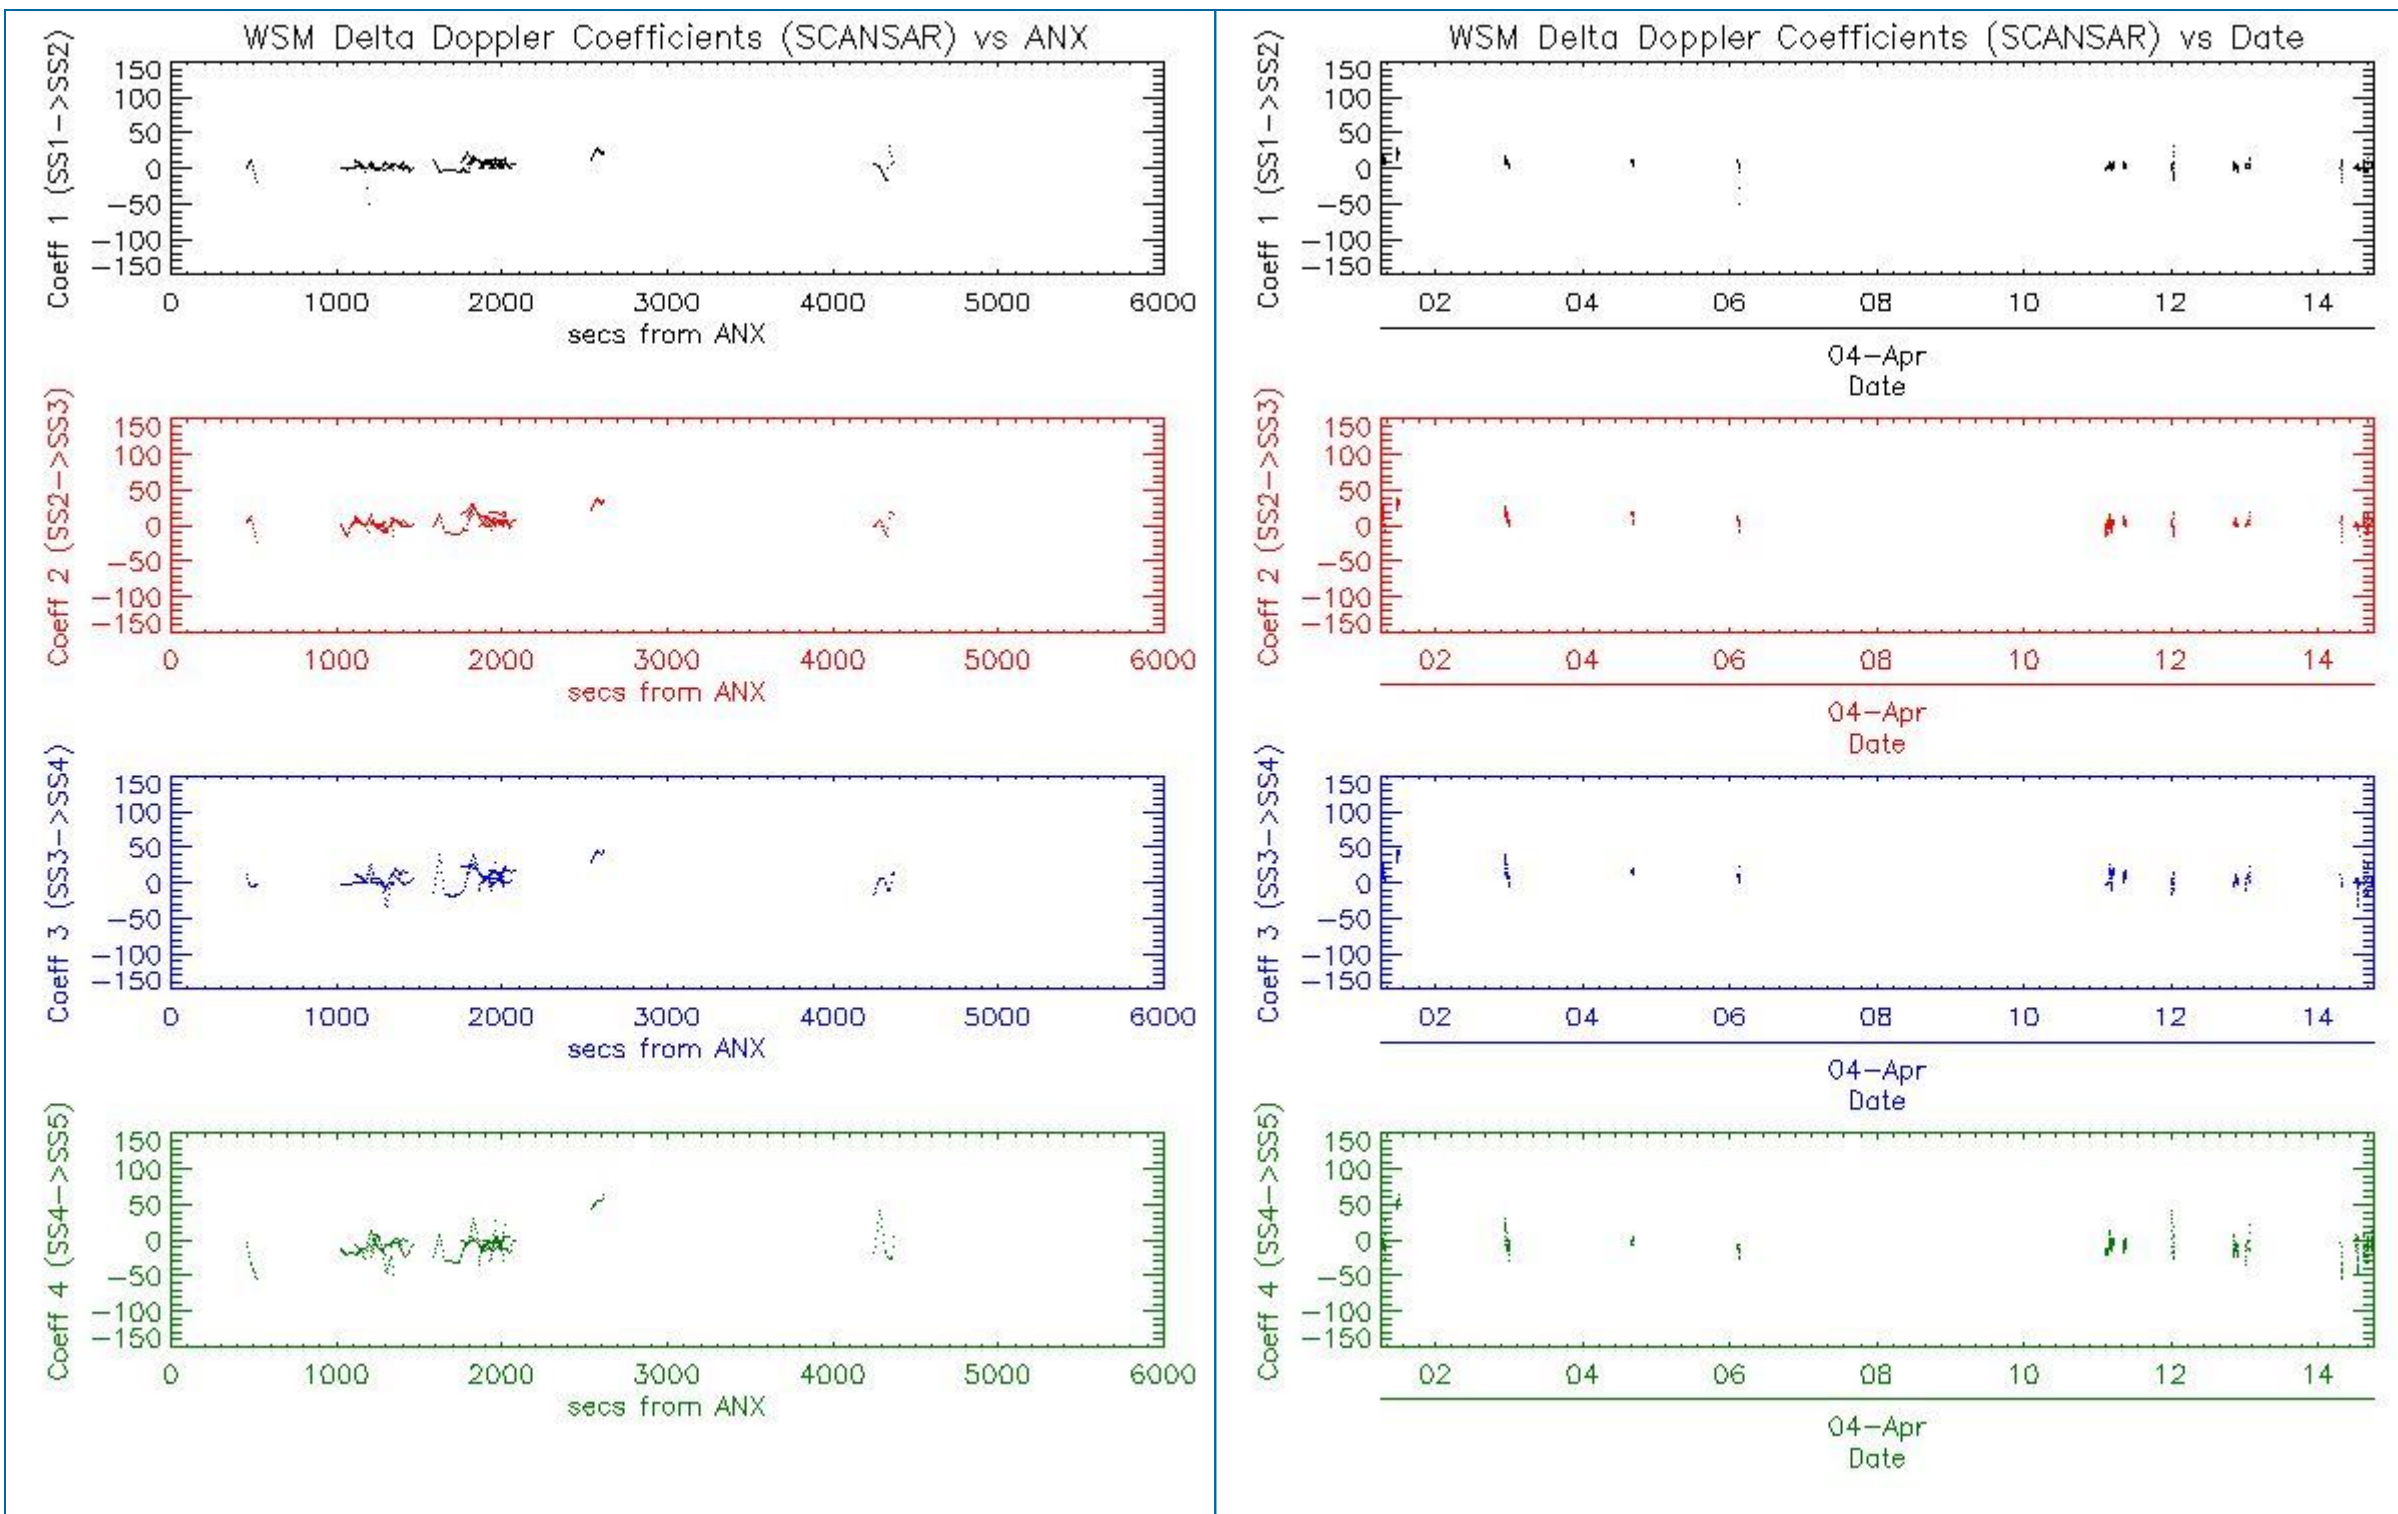 WSM Delta Doppler Coefficients (SCANSAR) vs ANX
Coeff 1 (SS1->SS2)
150
100
50
0
-50
-100
-150
0 1000 2000 3000 4000 5000 6000
secs from ANX
Coeff 2 (SS2->SS3)
150
100
50
0
-50
-100
-150
0 1000 2000 3000 4000 5000 6000
secs from ANX
Coeff 3 (SS3->SS4)
150
100
50
0
-50
-100
-150
0 1000 2000 3000 4000 5000 6000
secs from ANX
Coeff 4 (SS4->SS5)
150
100
50
0
-50
-100
-150
0 1000 2000 3000 4000 5000 6000
secs from ANX
WSM Delta Doppler Coefficients (SCANSAR) vs Date
Coeff 1 (SS1->SS2)
150
100
50
0
-50
-100
-150
02 04 06 08 10 12 14
04-Apr
Date
Coeff 2 (SS2->SS3)
150
100
50
0
-50
-100
-150
02 04 06 08 10 12 14
04-Apr
Date
Coeff 3 (SS3->SS4)
150
100
50
0
-50
-100
-150
02 04 06 08 10 12 14
04-Apr
Date
Coeff 4 (SS4->SS5)
150
100
50
0
-50
-100
-150
02 04 06 08 10 12 14
04-Apr
Date